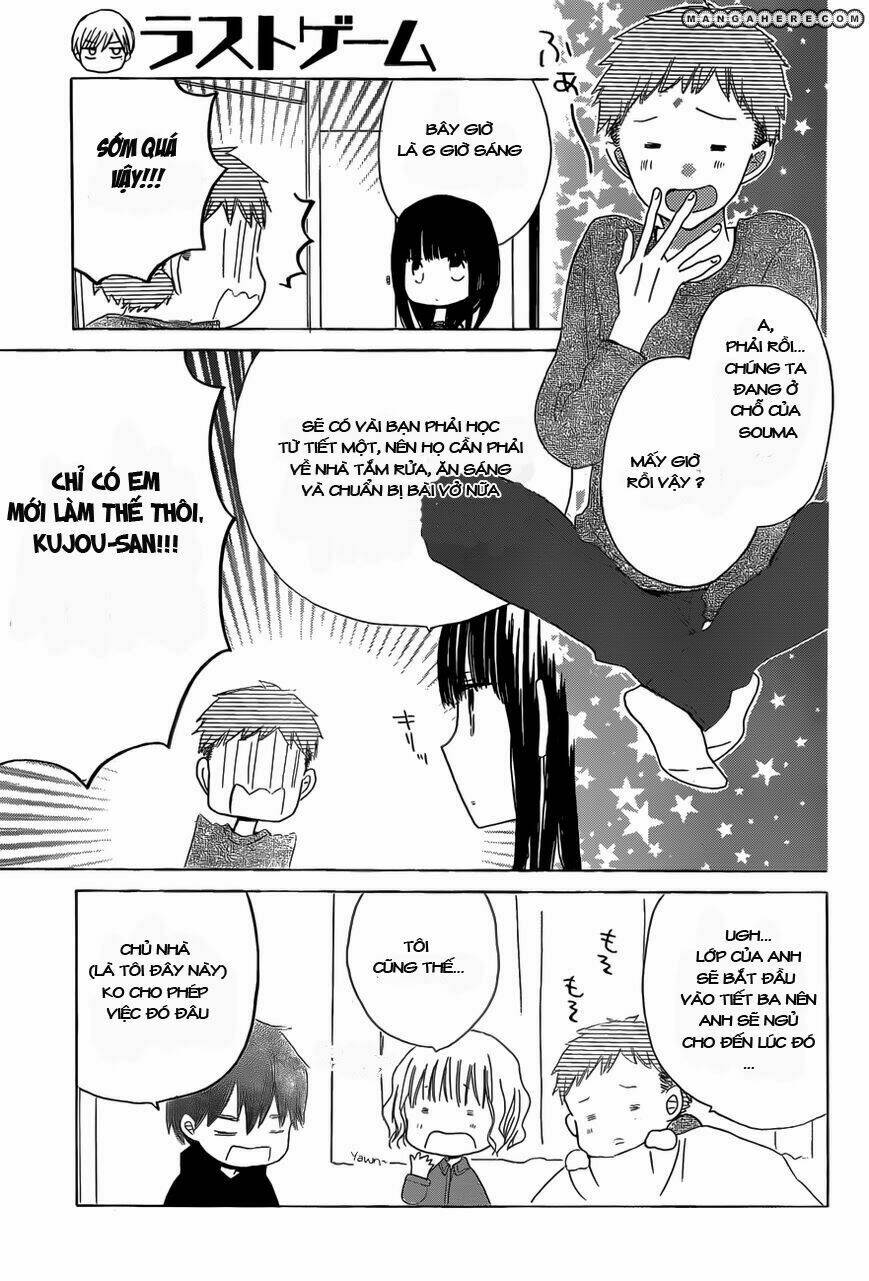 MANGAHERE.COM
ラストゲーム
ふぁ
A,
PHẢI RỒI...
CHÚNG TA
ĐANG Ở
CHỖ CỦA
SOUMA
MẤY GIỜ
RỒI VẬY ?
BÂY GIỜ
LÀ 6 GIỜ SÁNG
SỚM QUÁ
VẬY!!!
SẼ CÓ VÀI BẠN PHẢI HỌC
TỪ TIẾT MỘT, NÊN HỌ CẦN PHẢI
VỀ NHÀ TẮM RỬA, ĂN SÁNG
VÀ CHUẨN BỊ BÀI VỞ NỮA
キリッ
CHỈ CÓ EM
MỚI LÀM THẾ THÔI,
KUJOU-SAN!!!
UGH...
LỚP CỦA ANH
SẼ BẮT ĐẦU
VÀO TIẾT BA NÊN
ANH SẼ NGỦ
CHO ĐẾN LÚC ĐÓ
...
もそもそ
TÔI
CŨNG THẾ...
Yawn~
CHỦ NHÀ
(LÀ TÔI ĐÂY NÀY)
KO CHO PHÉP
VIỆC ĐÓ ĐÂU